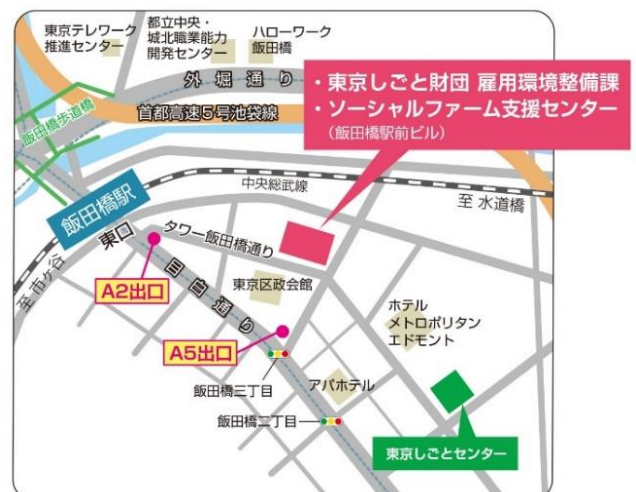 東京テレワーク
推進センター
都立中央・
城北職業能力
開発センター
ハローワーク
飯田橋
外堀通り
首都高速5号池袋線
飯田橋歩道橋
・東京しごと財団 雇用環境整備課
・ソーシャルファーム支援センター
（飯田橋駅前ビル）
中央総武線
至 水道橋
飯田橋駅
東口
タワー飯田橋通り
至 市ヶ谷
A2出口
目白通り
東京区政会館
ホテル
メトロポリタン
エドモント
A5出口
飯田橋三丁目
アパホテル
飯田橋二丁目
東京しごとセンター